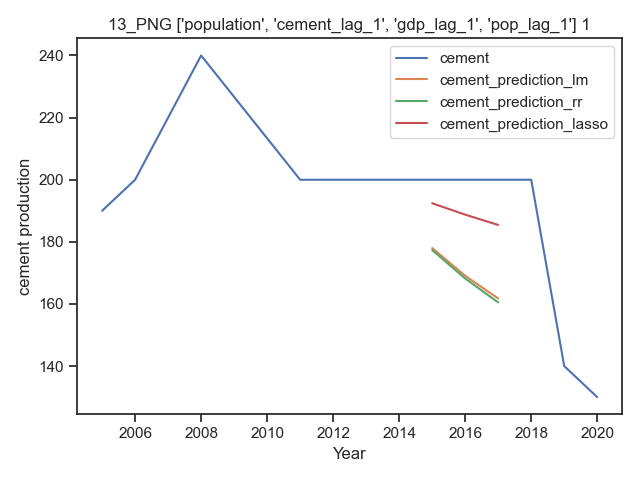 13_PNG ['population', 'cement_lag_1', 'gdp_lag_1', 'pop_lag_1'] 1
cement
cement_prediction_lm
cement_prediction_rr
cement_prediction_lasso
cement production
240
220
200
180
160
140
2006 2008 2010 2012 2014 2016 2018 2020
Year